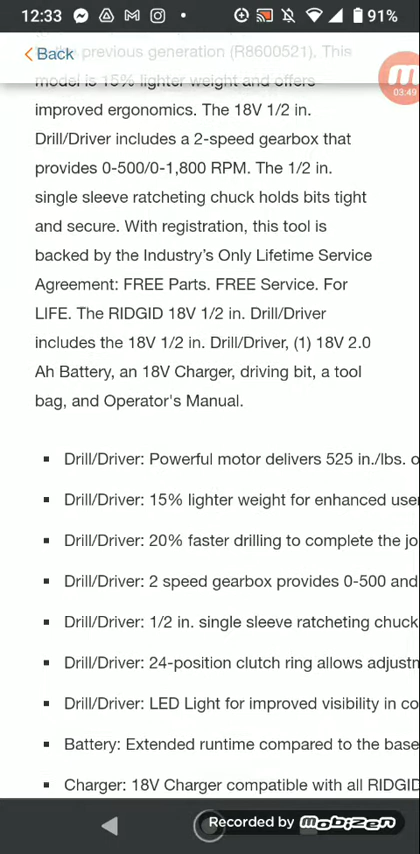 12:33
91%
Back
the previous generation (R8600521). This
model is 15% lighter weight and offers
improved ergonomics. The 18V 1/2 in.
03:49
Drill/Driver includes a 2-speed gearbox that
provides 0-500/0-1,800 RPM. The 1/2 in.
single sleeve ratcheting chuck holds bits tight
and secure. With registration, this tool is
backed by the Industry's Only Lifetime Service
Agreement: FREE Parts. FREE Service. For
LIFE. The RIDGID 18V 1/2 in. Drill/Driver
includes the 18V 1/2 in. Drill/Driver, (1) 18V 2.0
Ah Battery, an 18V Charger, driving bit, a tool
bag, and Operator's Manual.
Drill/Driver: Powerful motor delivers 525 in./lbs. o
Drill/Driver: 15% lighter weight for enhanced use
Drill/Driver: 20% faster drilling to complete the jo
Drill/Driver: 2 speed gearbox provides 0-500 and
Drill/Driver: 1/2 in. single sleeve ratcheting chuck
Drill/Driver: 24-position clutch ring allows adjustm
Drill/Driver: LED Light for improved visibility in co
Battery: Extended runtime compared to the base
Charger: 18V Charger compatible with all RIDGID
Recorded by mobizen